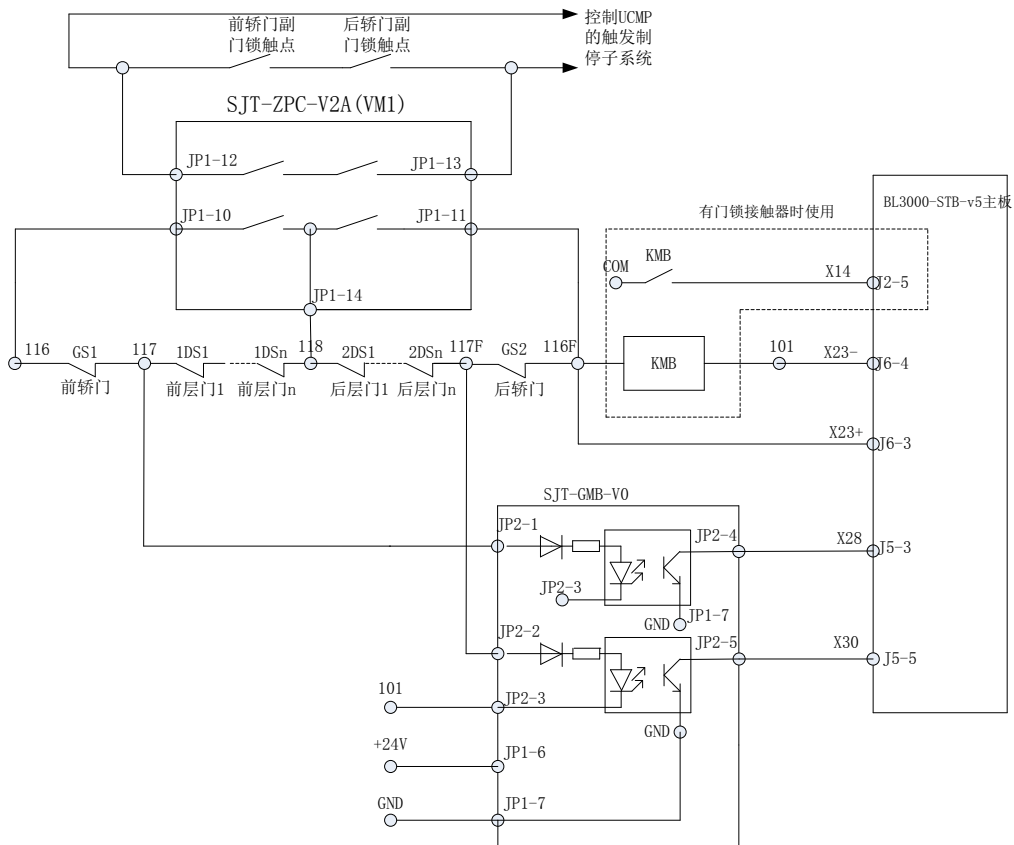 前轿门副
门锁触点
后轿门副
门锁触点
控制UCMP
的触发制
停子系统
SJT-ZPC-V2A(VM1)
JP1-12
JP1-13
JP1-10
JP1-11
JP1-14
有门锁接触器时使用
BL3000-STB-v5主板
COM
KMB
X14
J2-5
116
GS1
前轿门
117
1DS1
前层门1
1DSn
前层门n
118
2DS1
后层门1
2DSn
后层门n
117F
GS2
后轿门
116F
KMB
101
X23-
J6-4
X23+
J6-3
SJT-GMB-V0
JP2-1
JP2-4
X28
J5-3
JP2-3
GND
JP1-7
JP2-2
JP2-5
X30
J5-5
101
JP2-3
GND
+24V
JP1-6
GND
JP1-7